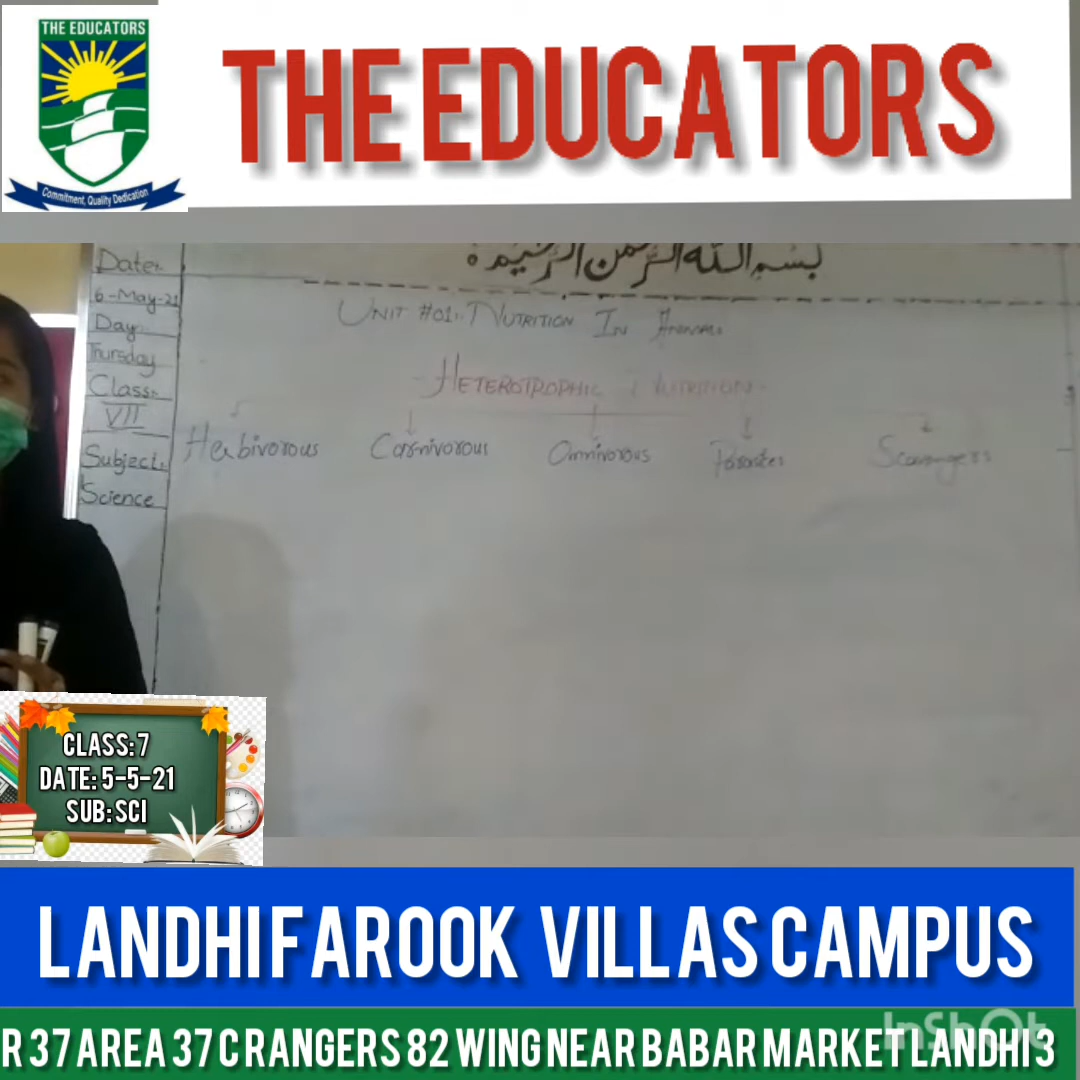 THE EDUCATORS
Commitment, Quality Dedication
THE EDUCATORS
بسم الله الرحمن الرحيم
Date:.
6-May-21
Day:.
Thursday
Class:.
VII
Subject:.
Science
UNIT #01:. NUTRITION IN ANIMALS
HETEROTROPHIC NUTRITION
Herbivorous Carnivorous Omnivorous Parasites Scavengers
CLASS: 7
DATE: 5-5-21
SUB: SCI
LANDHI FAROOK VILLAS CAMPUS
R 37 AREA 37 C RANGERS 82 WING NEAR BABAR MARKET LANDHI 3
InShOt